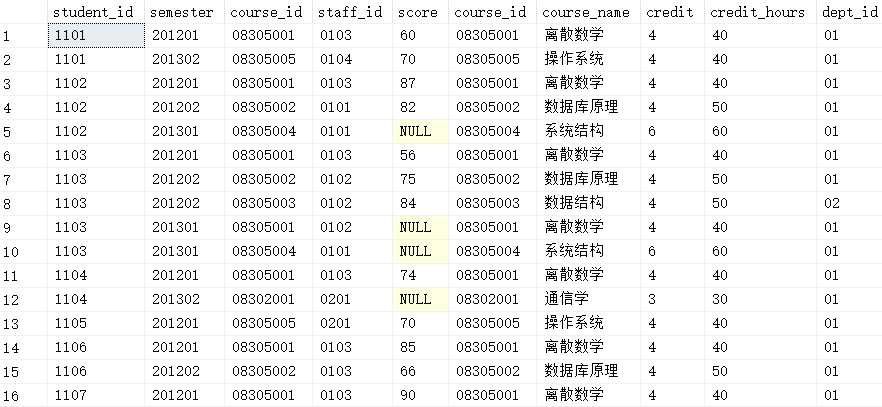 student_id semester course_id staff_id score course_id course_name credit credit_hours dept_id
1 1101 201201 08305001 0103 60 08305001 离散数学 4 40 01
2 1101 201302 08305005 0104 70 08305005 操作系统 4 40 01
3 1102 201201 08305001 0103 87 08305001 离散数学 4 40 01
4 1102 201202 08305002 0101 82 08305002 数据库原理 4 50 01
5 1102 201301 08305004 0101 NULL 08305004 系统结构 6 60 01
6 1103 201201 08305001 0103 56 08305001 离散数学 4 40 01
7 1103 201202 08305002 0102 75 08305002 数据库原理 4 50 01
8 1103 201202 08305003 0102 84 08305003 数据结构 4 50 02
9 1103 201301 08305001 0102 NULL 08305001 离散数学 4 40 01
10 1103 201301 08305004 0101 NULL 08305004 系统结构 6 60 01
11 1104 201201 08305001 0103 74 08305001 离散数学 4 40 01
12 1104 201302 08302001 0201 NULL 08302001 通信学 3 30 01
13 1105 201201 08305005 0201 70 08305005 操作系统 4 40 01
14 1106 201201 08305001 0103 85 08305001 离散数学 4 40 01
15 1106 201202 08305002 0103 66 08305002 数据库原理 4 50 01
16 1107 201201 08305001 0103 90 08305001 离散数学 4 40 01